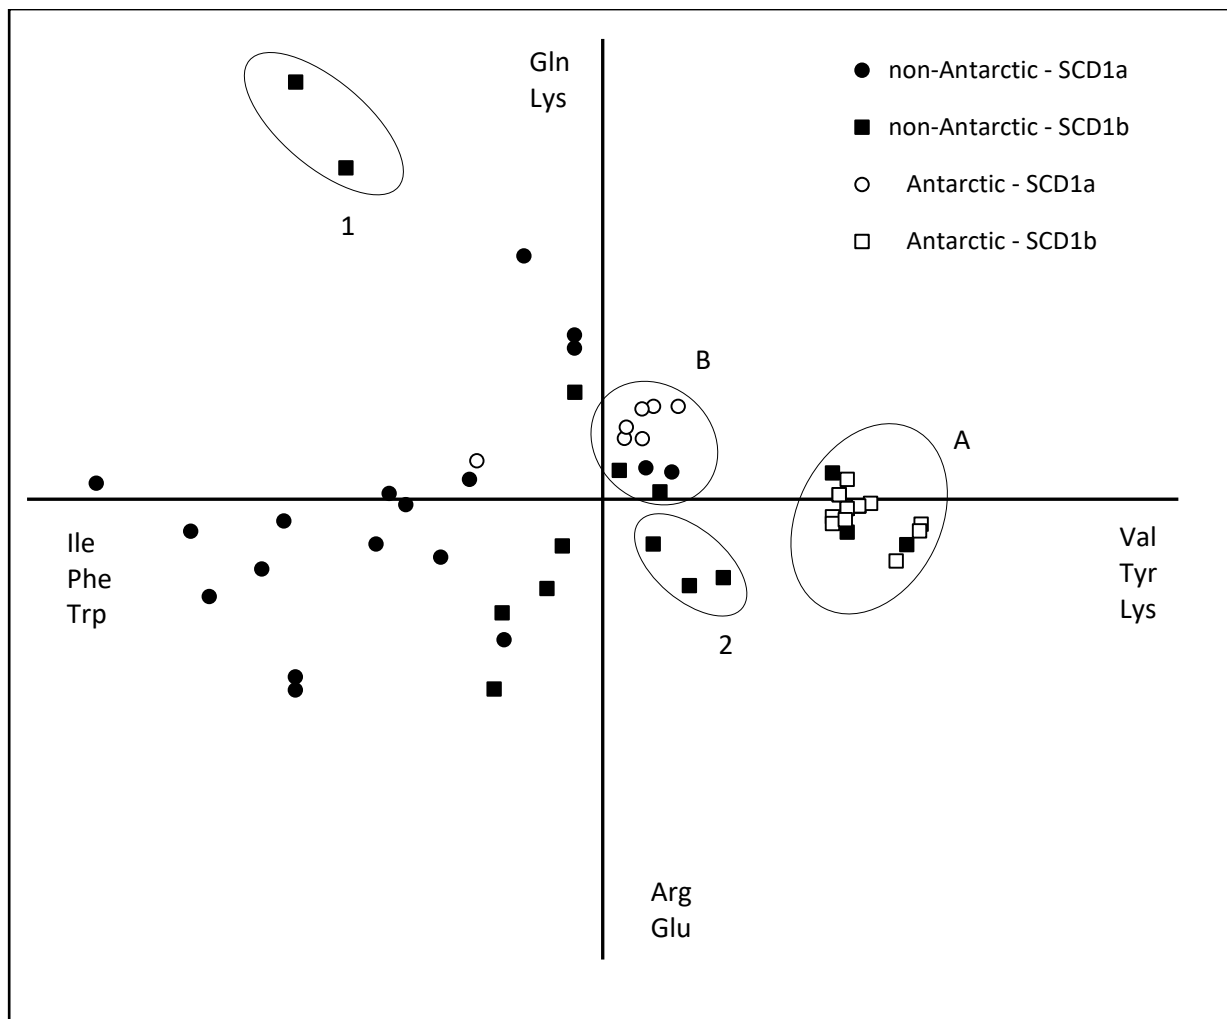 Gln
Lys
non-Antarctic - SCD1a
non-Antarctic - SCD1b
Antarctic - SCD1a
Antarctic - SCD1b
1
B
A
Ile
Phe
Trp
Val
Tyr
Lys
2
Arg
Glu